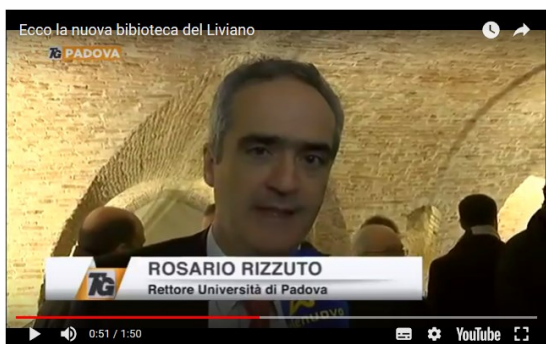 Ecco la nuova bibioteca del Liviano
TG PADOVA
TG
ROSARIO RIZZUTO
Rettore Università di Padova
0:51 / 1:50
YouTube